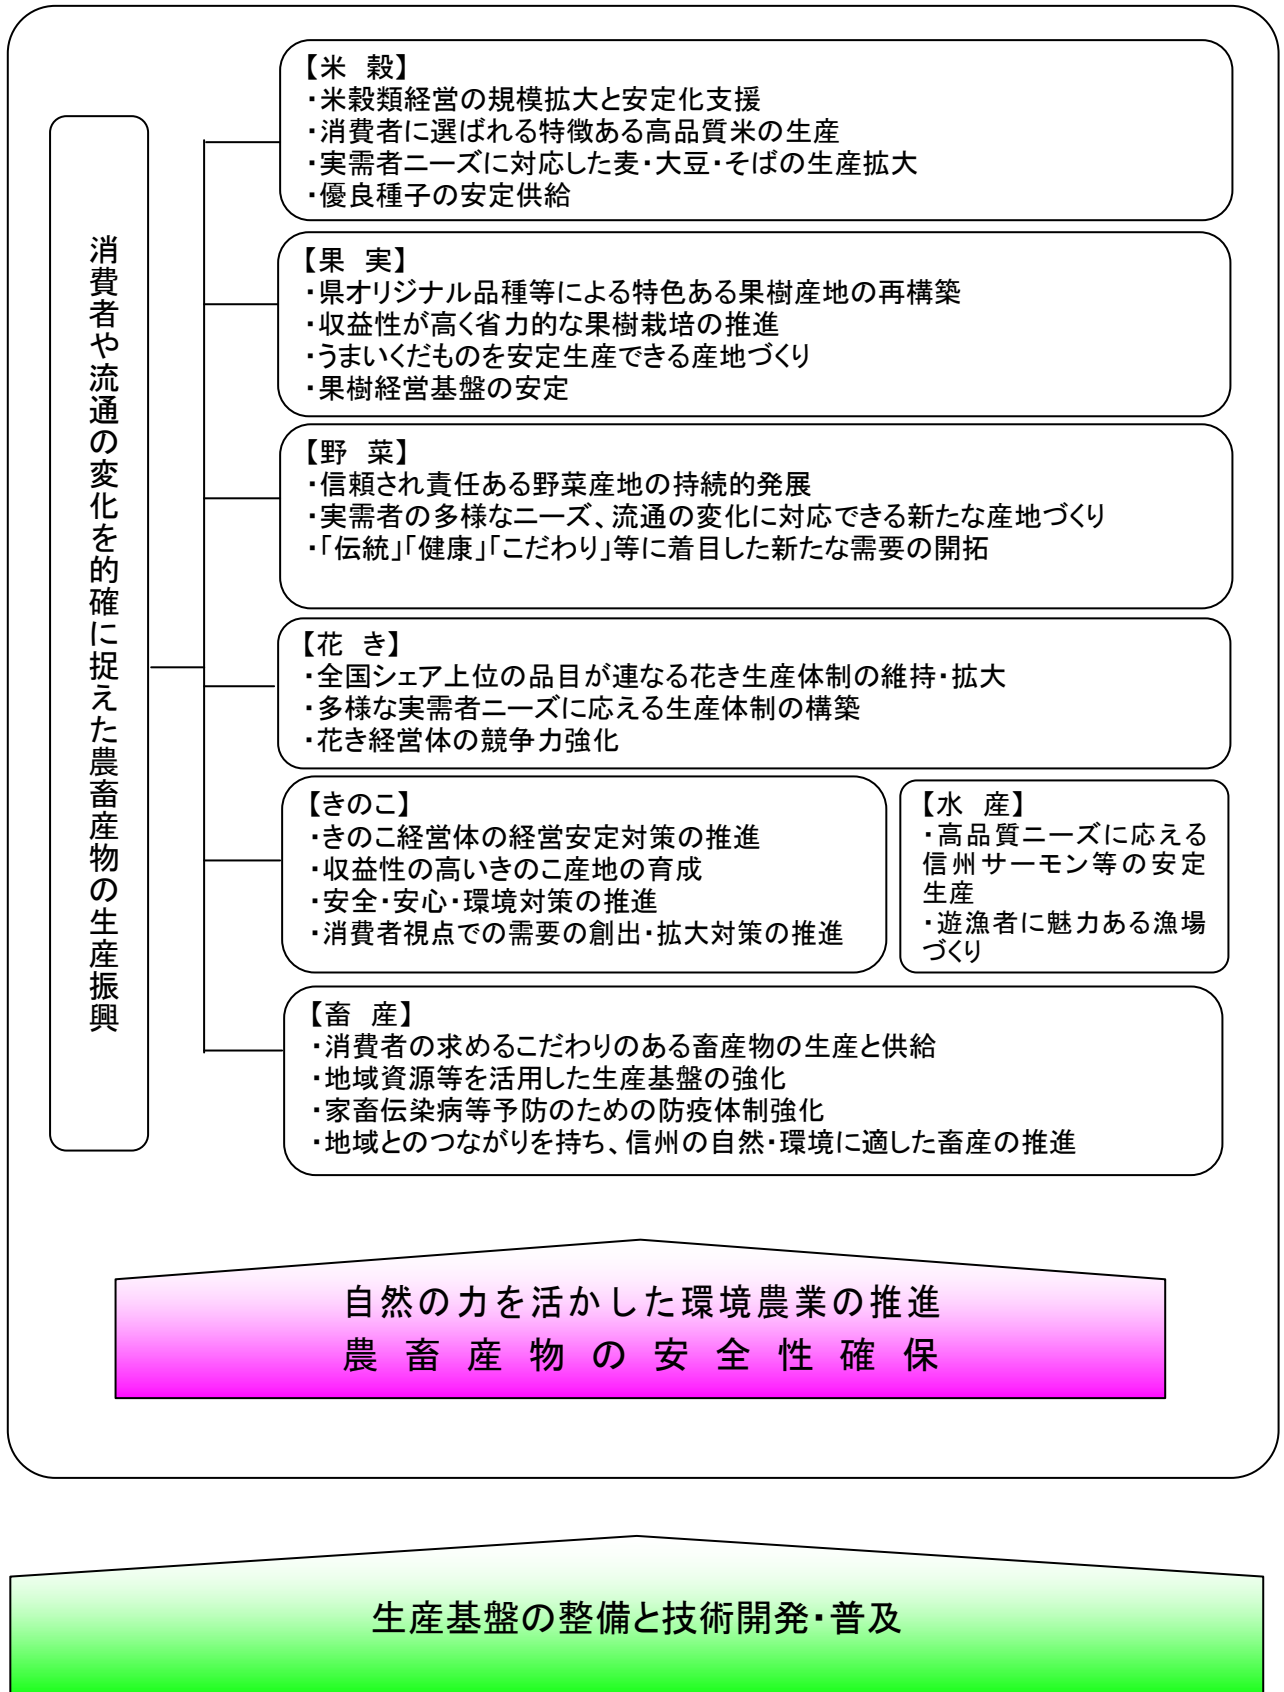 消費者や流通の変化を的確に捉えた農畜産物の生産振興
【米　穀】
・米穀類経営の規模拡大と安定化支援
・消費者に選ばれる特徴ある高品質米の生産
・実需者ニーズに対応した麦・大豆・そばの生産拡大
・優良種子の安定供給
【果　実】
・県オリジナル品種等による特色ある果樹産地の再構築
・収益性が高く省力的な果樹栽培の推進
・うまいくだものを安定生産できる産地づくり
・果樹経営基盤の安定
【野　菜】
・信頼され責任ある野菜産地の持続的発展
・実需者の多様なニーズ、流通の変化に対応できる新たな産地づくり
・「伝統」「健康」「こだわり」等に着目した新たな需要の開拓
【花　き】
・全国シェア上位の品目が連なる花き生産体制の維持・拡大
・多様な実需者ニーズに応える生産体制の構築
・花き経営体の競争力強化
【きのこ】
・きのこ経営体の経営安定対策の推進
・収益性の高いきのこ産地の育成
・安全・安心・環境対策の推進
・消費者視点での需要の創出・拡大対策の推進
【水　産】
・高品質ニーズに応える
信州サーモン等の安定
生産
・遊漁者に魅力ある漁場
づくり
【畜　産】
・消費者の求めるこだわりのある畜産物の生産と供給
・地域資源等を活用した生産基盤の強化
・家畜伝染病等予防のための防疫体制強化
・地域とのつながりを持ち、信州の自然・環境に適した畜産の推進
自然の力を活かした環境農業の推進
農畜産物の安全性確保
生産基盤の整備と技術開発・普及